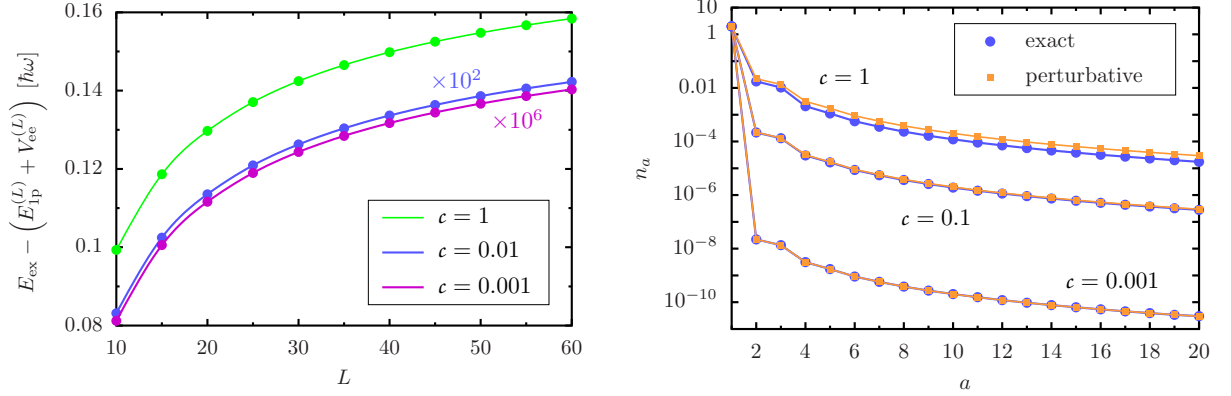 E_ex − (E_1p^(L) + V_ee^(L)) [ħω]
0.16
0.14
0.12
0.1
0.08
×10^2
×10^6
c = 1
c = 0.01
c = 0.001
10 20 30 40 50 60
L
n_a
10
1
0.01
10^−4
10^−6
10^−8
10^−10
exact
perturbative
c = 1
c = 0.1
c = 0.001
2 4 6 8 10 12 14 16 18 20
a